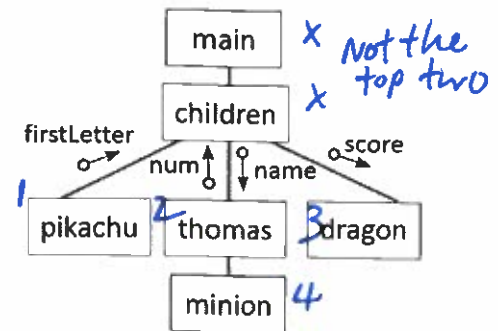 main
x Not the
top two
children
x
firstLetter
num
name
score
1 pikachu
2 thomas
3 dragon
minion 4